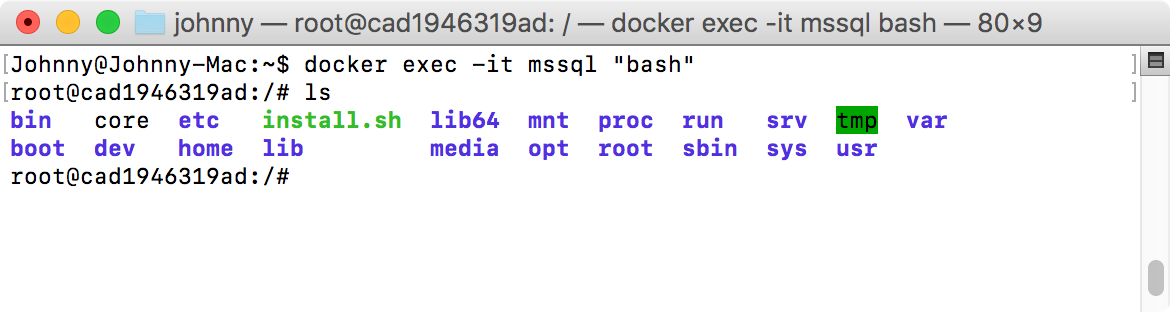 johnny — root@cad1946319ad: / — docker exec -it mssql bash — 80×9
[Johnny@Johnny-Mac:~$ docker exec -it mssql "bash" ]
[root@cad1946319ad:/# ls ]
bin core etc install.sh lib64 mnt proc run srv tmp var
boot dev home lib media opt root sbin sys usr
root@cad1946319ad:/#